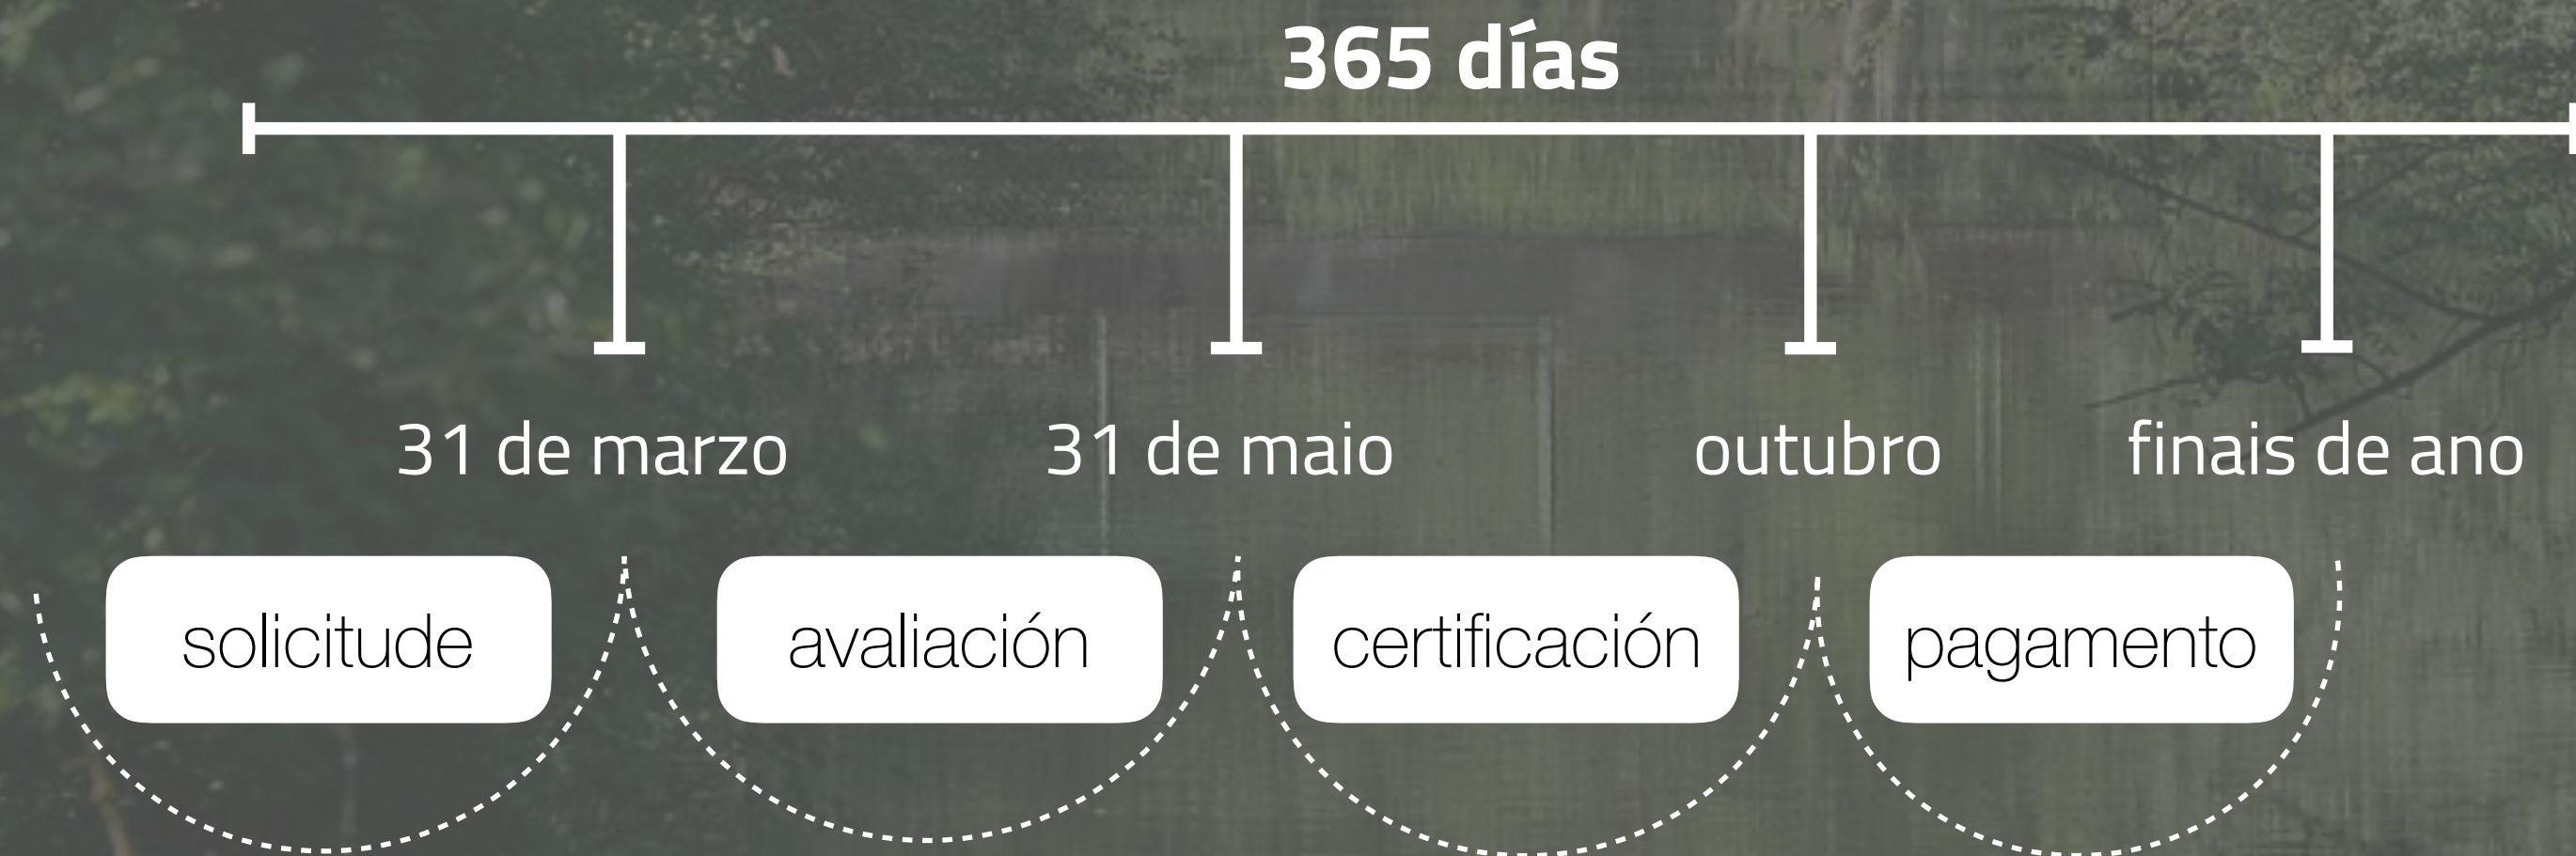 365 días
31 de marzo
31 de maio
outubro
finais de ano
solicitude
avaliación
certificación
pagamento